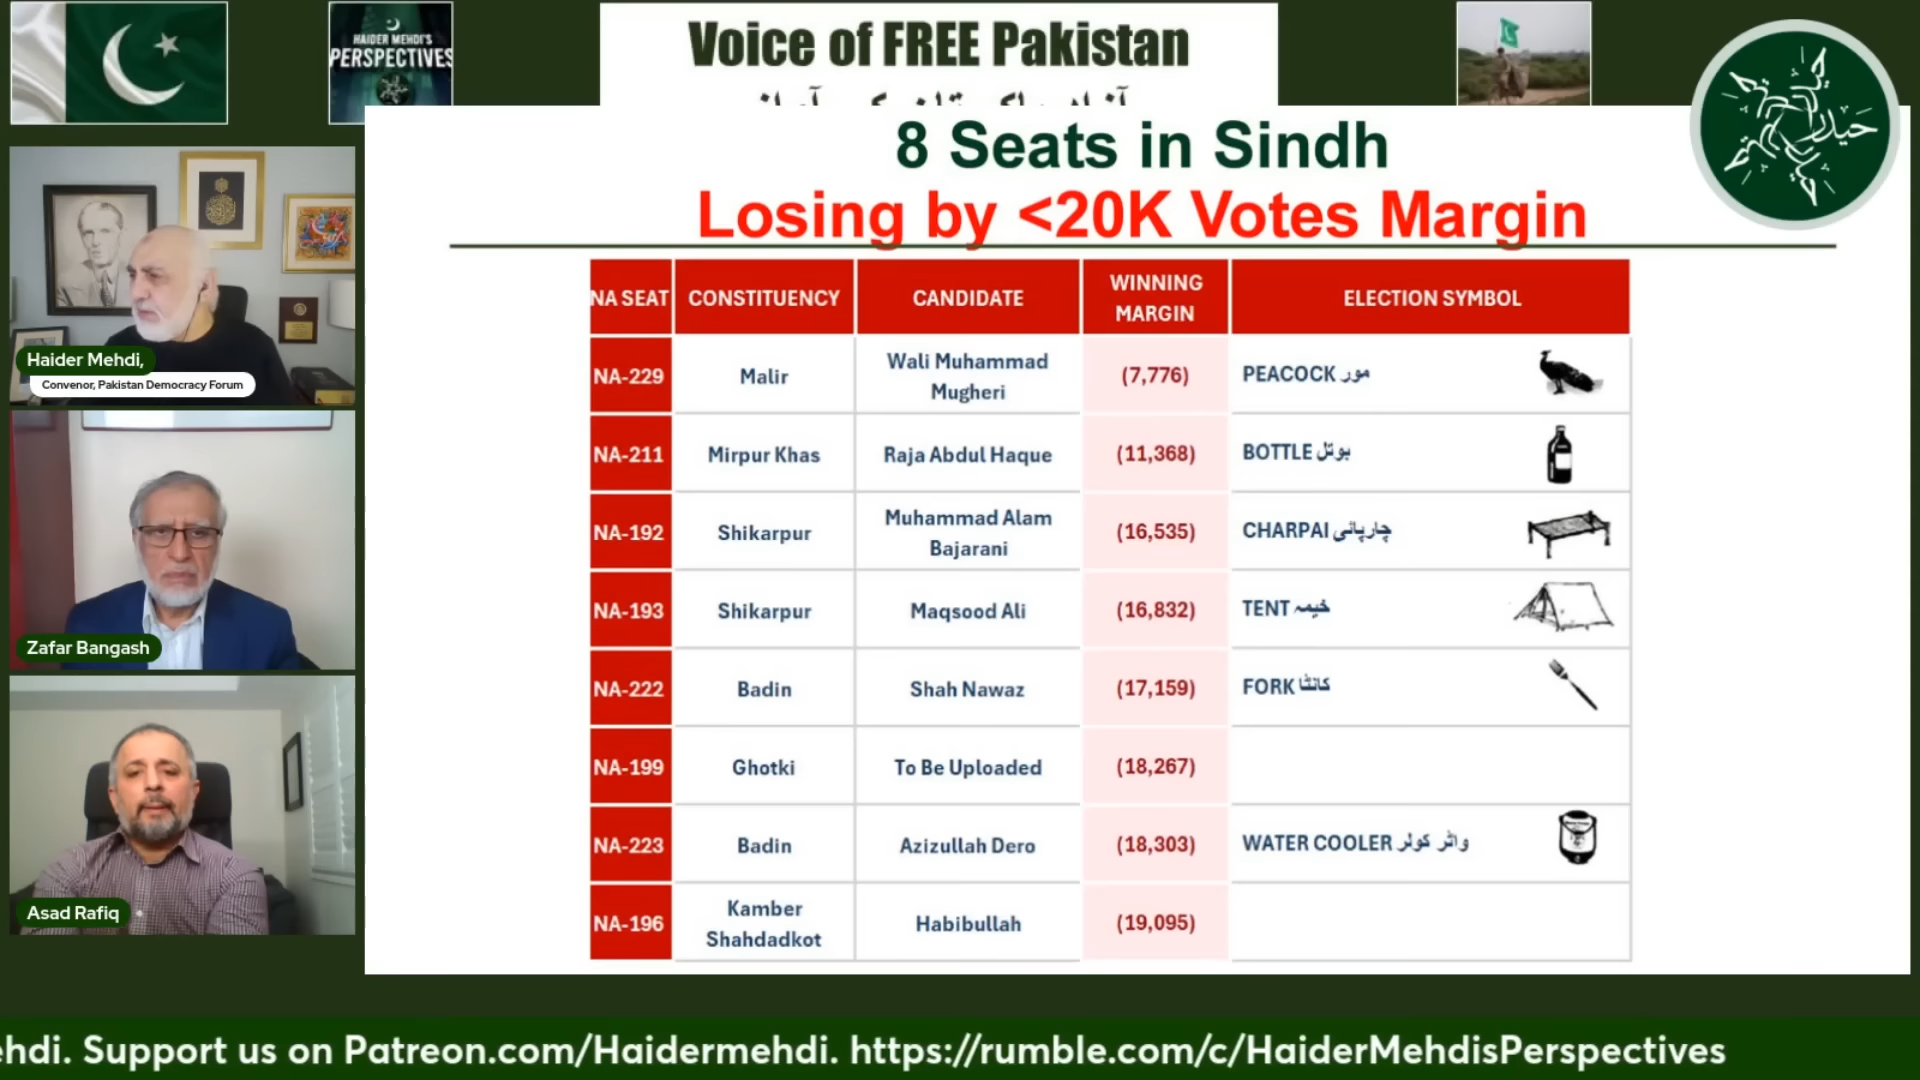 HAIDER MEHDI'S
PERSPECTIVES
Voice of FREE Pakistan
8 Seats in Sindh
Losing by <20K Votes Margin
حیدر
NA SEAT CONSTITUENCY CANDIDATE WINNING MARGIN ELECTION SYMBOL
NA-229 Malir Wali Muhammad Mugheri (7,776) PEACOCK مور
NA-211 Mirpur Khas Raja Abdul Haque (11,368) BOTTLE بوتل
NA-192 Shikarpur Muhammad Alam Bajarani (16,535) CHARPAI چارپائی
NA-193 Shikarpur Maqsood Ali (16,832) TENT خیمہ
NA-222 Badin Shah Nawaz (17,159) FORK کانٹا
NA-199 Ghotki To Be Uploaded (18,267)
NA-223 Badin Azizullah Dero (18,303) WATER COOLER واٹر کولر
NA-196 Kamber Shahdadkot Habibullah (19,095)
Haider Mehdi,
Convenor, Pakistan Democracy Forum
Zafar Bangash
Asad Rafiq
ehdi. Support us on Patreon.com/Haidermehdi. https://rumble.com/c/HaiderMehdisPerspectives